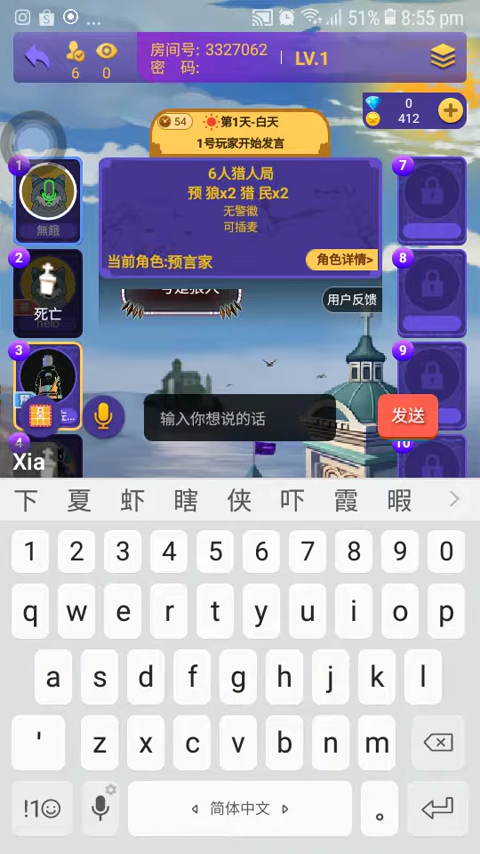 51% 8:55 pm
房间号: 3327062
密 码:
LV.1
6
0
0
412
54
第1天-白天
1号玩家开始发言
1
無餓
6人猎人局
预 狼x2 猎 民x2
无警徽
可插麦
当前角色:预言家
角色详情>
7
2
死亡
号是狼人
用户反馈
8
3
9
输入你想说的话
发送
4
10
Xia
下 夏 虾 瞎 侠 吓 霞 暇
1 2 3 4 5 6 7 8 9 0
q w e r t y u i o p
a s d f g h j k l
' z x c v b n m
!1☺
简体中文
。